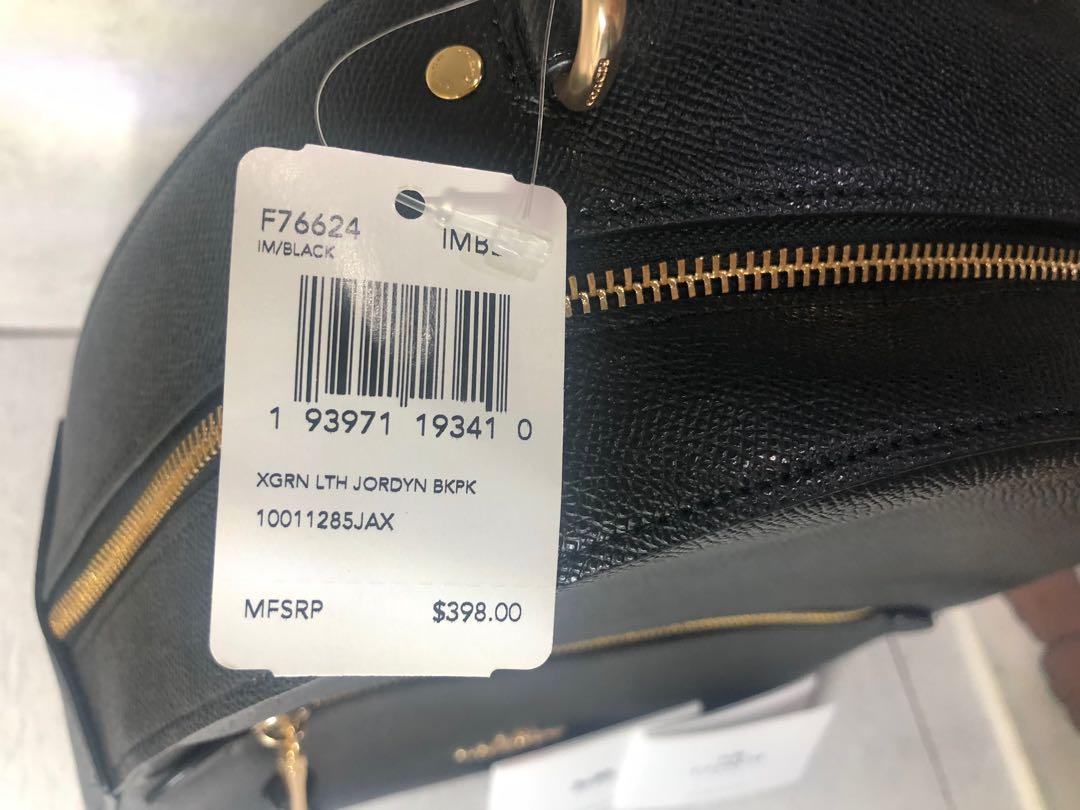 F76624
IM/BLACK
1 93971 19341 0
XGRN LTH JORDYN BKPK
10011285JAX
MFSRP $398.00